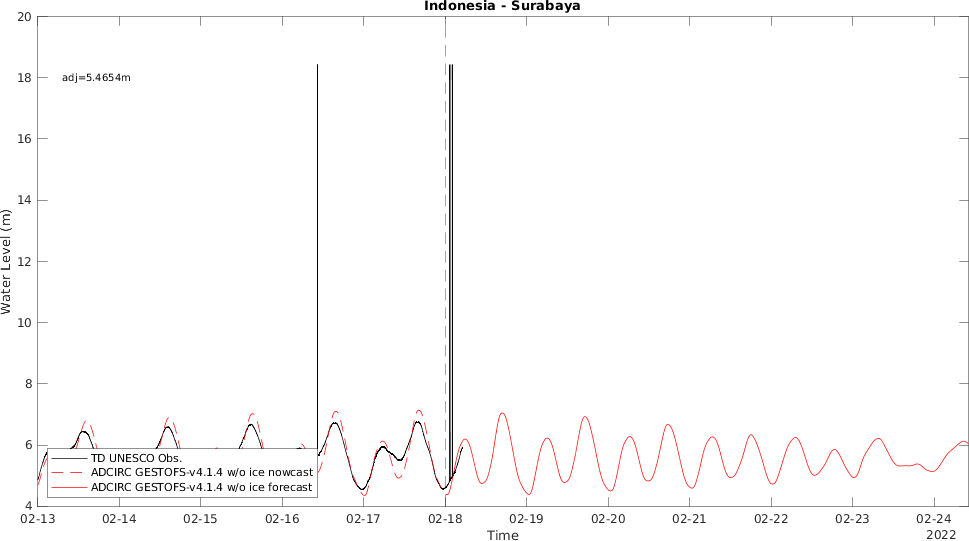 Indonesia - Surabaya
20
18
16
14
12
10
8
6
4
Water Level (m)
adj=5.4654m
TD UNESCO Obs.
ADCIRC GESTOFS-v4.1.4 w/o ice nowcast
ADCIRC GESTOFS-v4.1.4 w/o ice forecast
02-13 02-14 02-15 02-16 02-17 02-18 02-19 02-20 02-21 02-22 02-23 02-24
2022
Time